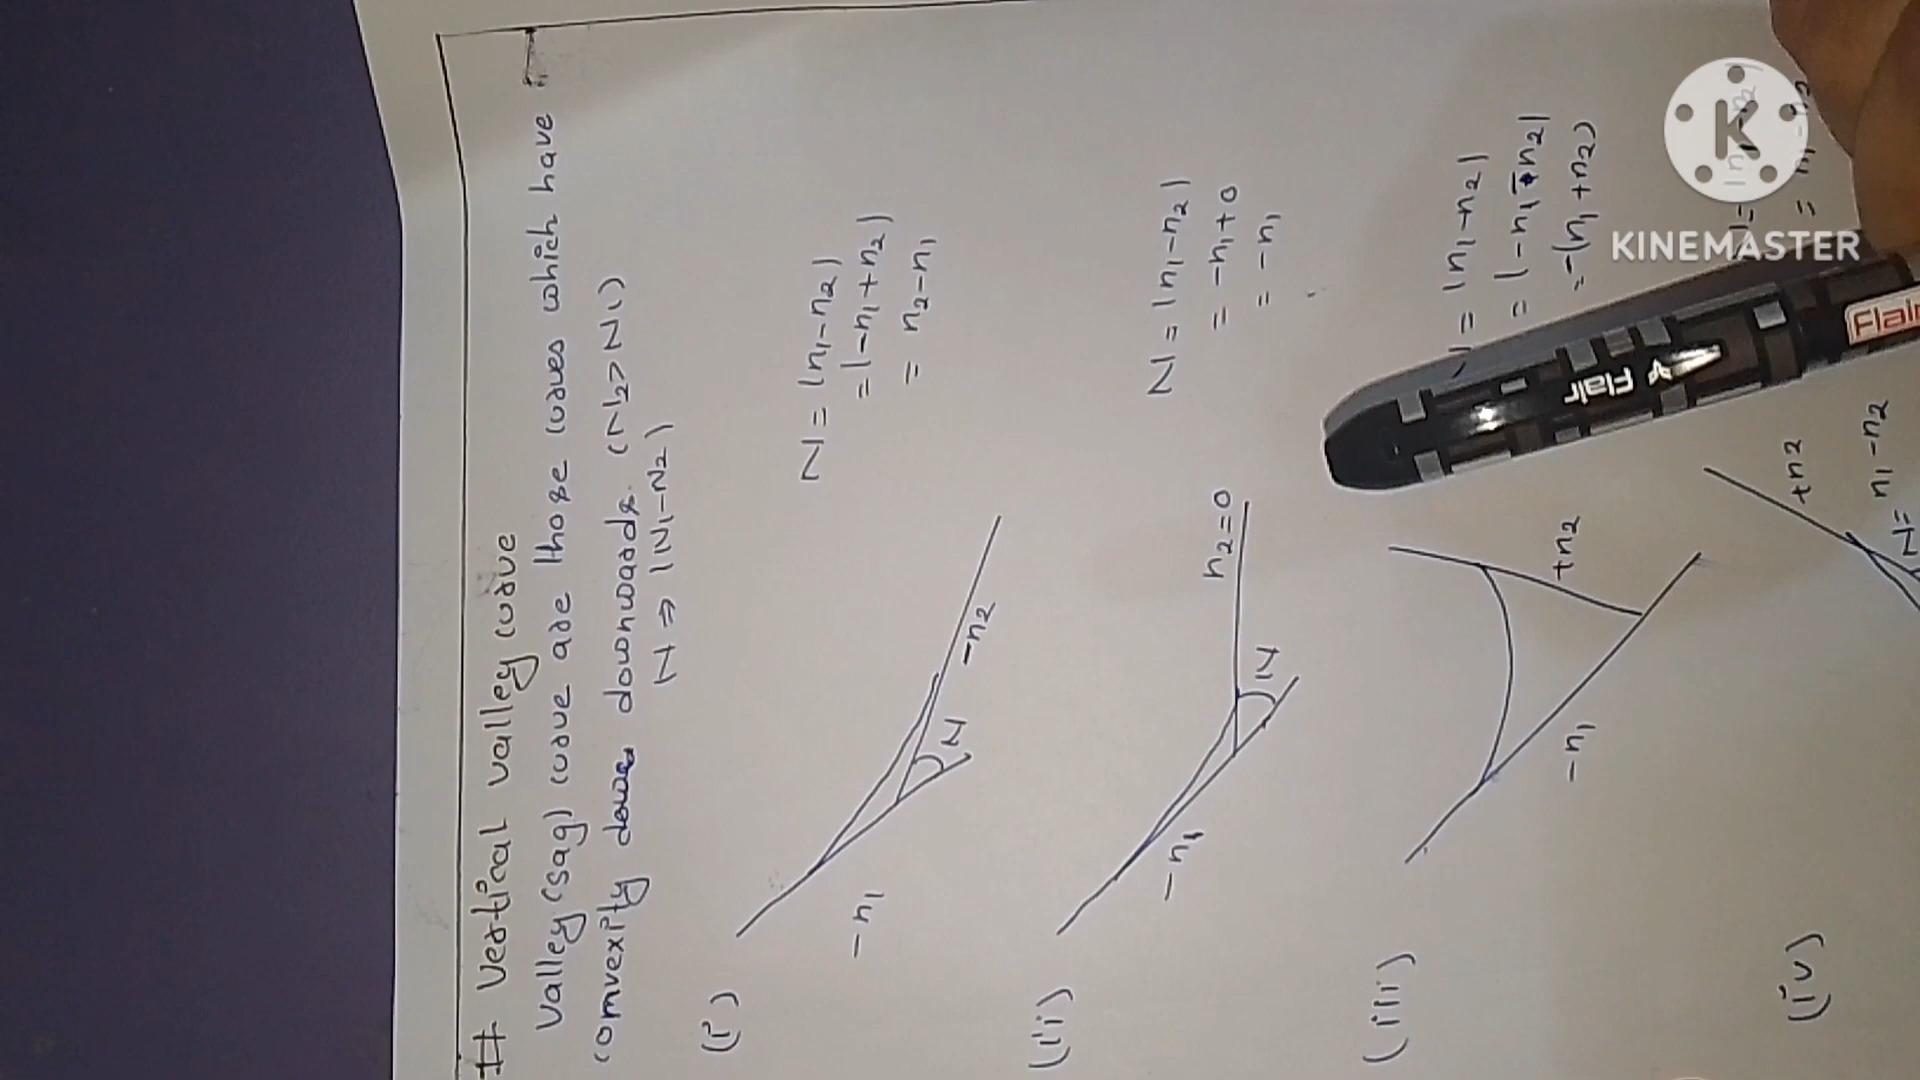 # Vertical valley curve
Valley (sag) curve are those curves which have
convexity downwards. (N2>N1)
N ⇒ |N1-N2|
(i)
-n1
N
-n2
N = |n1-n2|
= |-n1+n2|
= n2-n1
(ii)
-n1
N
n2=0
N = |n1-n2|
= -n1+0
= -n1
(iii)
-n1
+n2
= |n1-n2|
= |-n1-n2|
= -(n1+n2)
(iv)
+n2
N= n1-n2
Flair
Flair
K
KINEMASTER